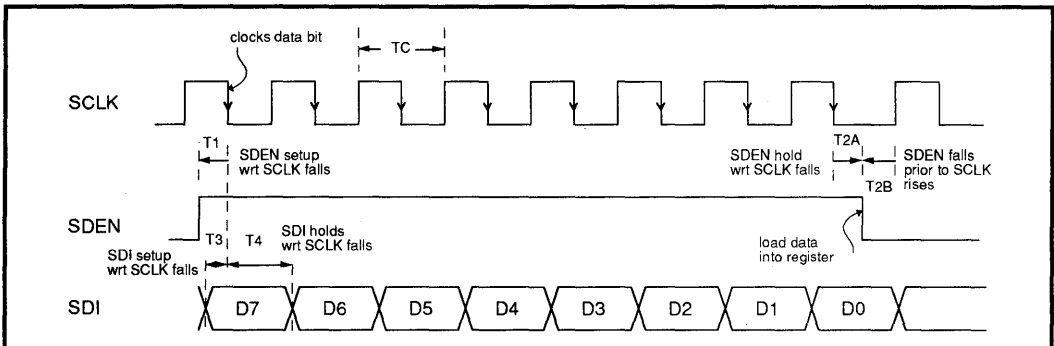 clocks data bit
TC
SCLK
T1
SDEN setup
wrt SCLK falls
SDEN hold
wrt SCLK falls
T2A
SDEN falls
prior to SCLK
rises
T2B
SDEN
T3
T4
SDI holds
wrt SCLK falls
SDI setup
wrt SCLK falls
load data
into register
SDI
D7
D6
D5
D4
D3
D2
D1
D0